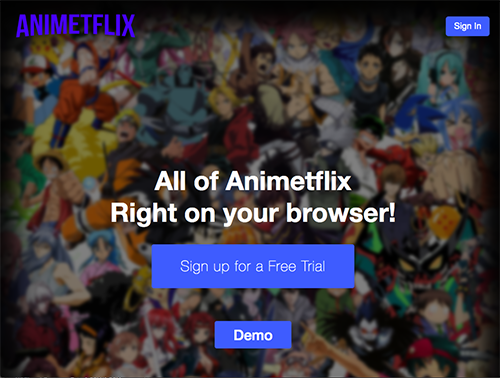 ANIMETFLIX
Sign In
All of Animetflix
Right on your browser!
Sign up for a Free Trial
Demo